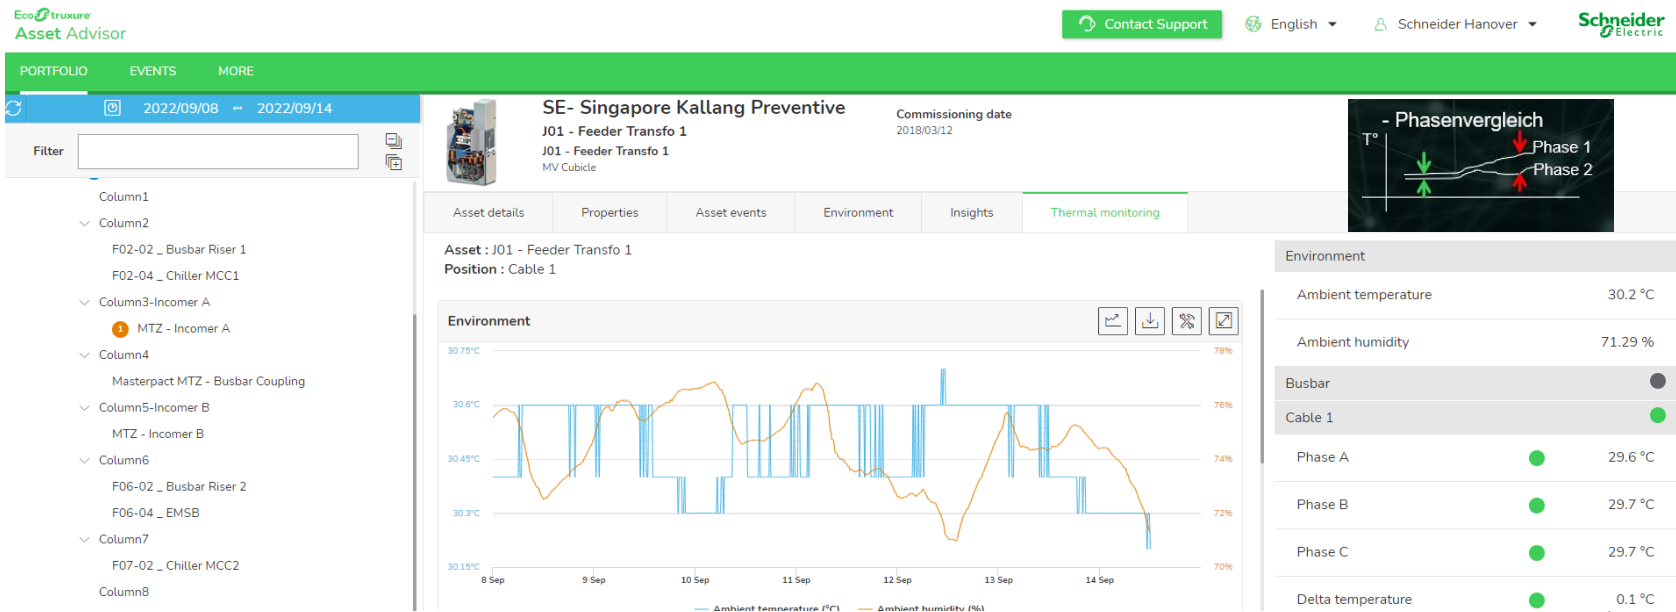 EcoStruxure
Asset Advisor
Contact Support
English
Schneider Hanover
Schneider
Electric
PORTFOLIO
EVENTS
MORE
2022/09/08
2022/09/14
Filter
Column1
Column2
F02-02 _ Busbar Riser 1
F02-04 _ Chiller MCC1
Column3-Incomer A
1 MTZ - Incomer A
Column4
Masterpact MTZ - Busbar Coupling
Column5-Incomer B
MTZ - Incomer B
Column6
F06-02 _ Busbar Riser 2
F06-04 _ EMSB
Column7
F07-02 _ Chiller MCC2
Column8
SE- Singapore Kallang Preventive
J01 - Feeder Transfo 1
J01 - Feeder Transfo 1
MV Cubicle
Commissioning date
2018/03/12
- Phasenvergleich
T°
Phase 1
Phase 2
Asset details
Properties
Asset events
Environment
Insights
Thermal monitoring
Asset : J01 - Feeder Transfo 1
Position : Cable 1
Environment
30.75°C
30.6°C
30.45°C
30.3°C
30.15°C
78%
76%
74%
72%
70%
8 Sep
9 Sep
10 Sep
11 Sep
12 Sep
13 Sep
14 Sep
Ambient temperature (°C)
Ambient humidity (%)
Environment
Ambient temperature 30.2 °C
Ambient humidity 71.29 %
Busbar
Cable 1
Phase A 29.6 °C
Phase B 29.7 °C
Phase C 29.7 °C
Delta temperature 0.1 °C